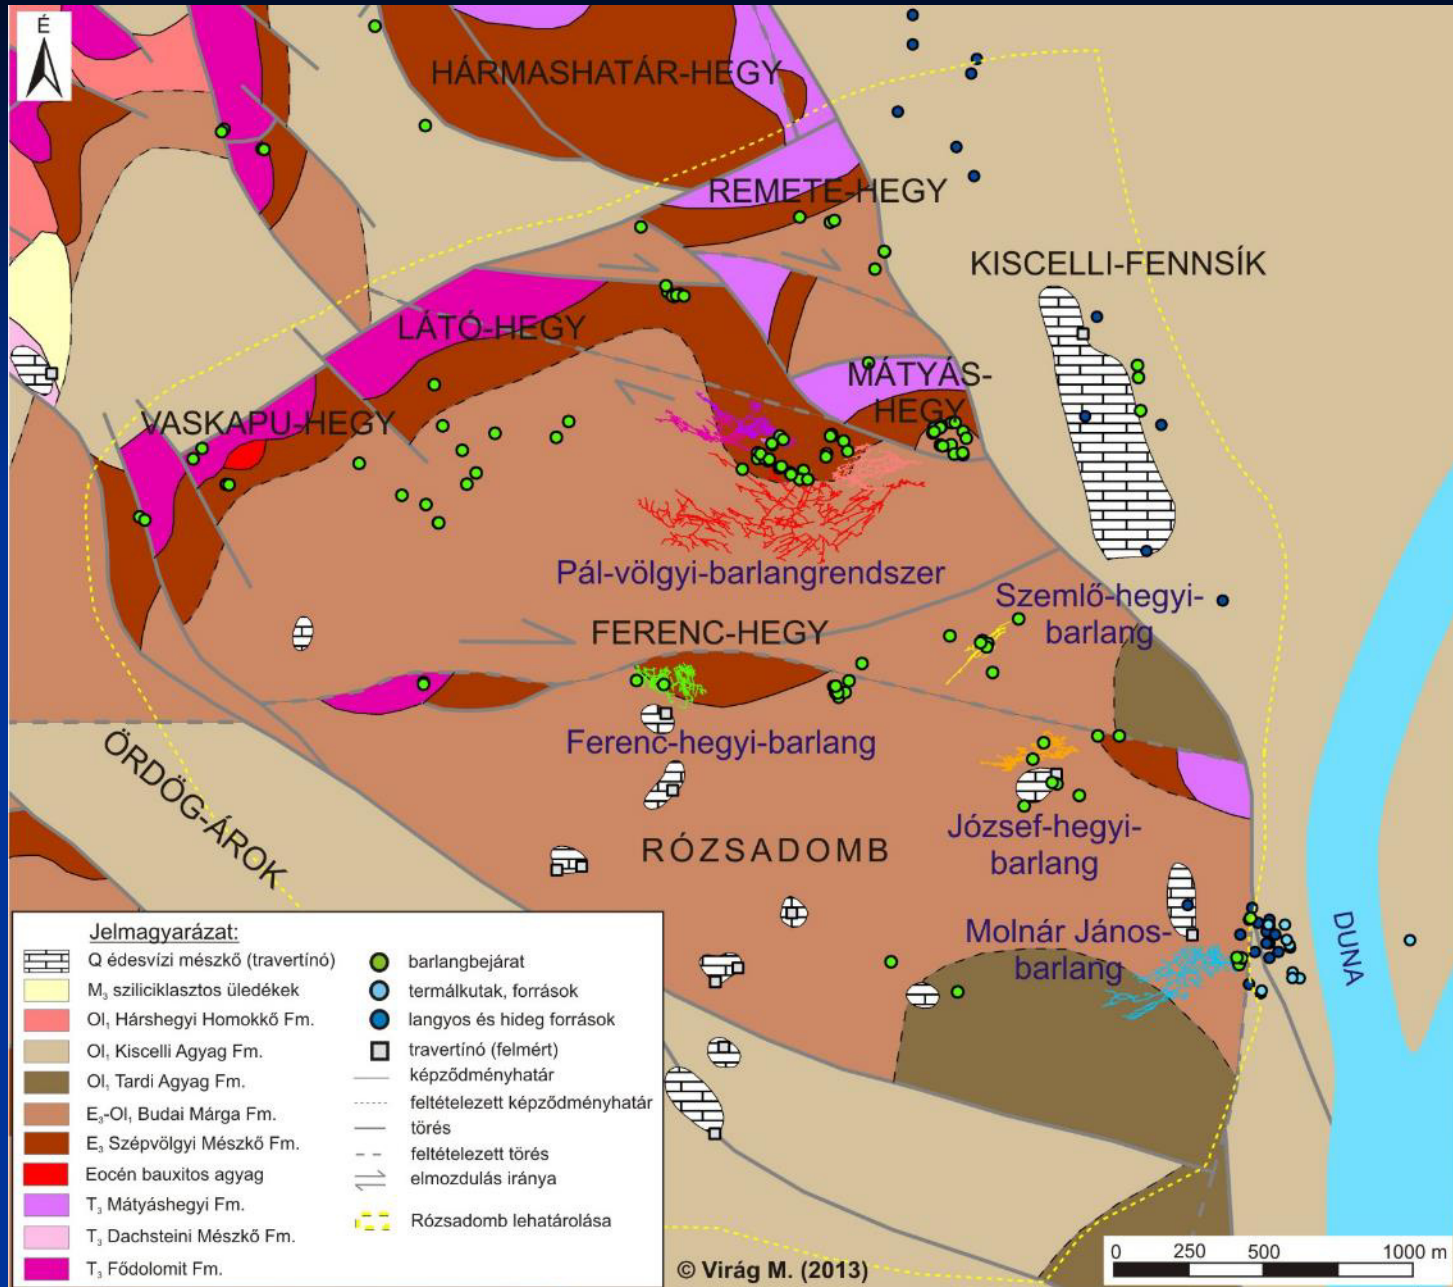 É
HÁRMASHATÁR-HEGY
REMETE-HEGY
KISCELLI-FENNSÍK
LÁTÓ-HEGY
MÁTYÁS-
HEGY
VASKAPU-HEGY
Pál-völgyi-barlangrendszer
Szemlő-hegyi-
barlang
FERENC-HEGY
Ferenc-hegyi-barlang
ÖRDÖG-ÁROK
József-hegyi-
barlang
RÓZSADOMB
Molnár János-
barlang
DUNA
Jelmagyarázat:
Q édesvízi mészkő (travertínó)
M₃ sziliciklasztos üledékek
Ol₁ Hárshegyi Homokkő Fm.
Ol₁ Kiscelli Agyag Fm.
Ol₁ Tardi Agyag Fm.
E₃-Ol₁ Budai Márga Fm.
E₃ Szépvölgyi Mészkő Fm.
Eocén bauxitos agyag
T₃ Mátyáshegyi Fm.
T₃ Dachsteini Mészkő Fm.
T₃ Fődolomit Fm.
barlangbejárat
termálkutak, források
langyos és hideg források
travertínó (felmért)
képződményhatár
feltételezett képződményhatár
törés
feltételezett törés
elmozdulás iránya
Rózsadomb lehatárolása
© Virág M. (2013)
0 250 500 1000 m